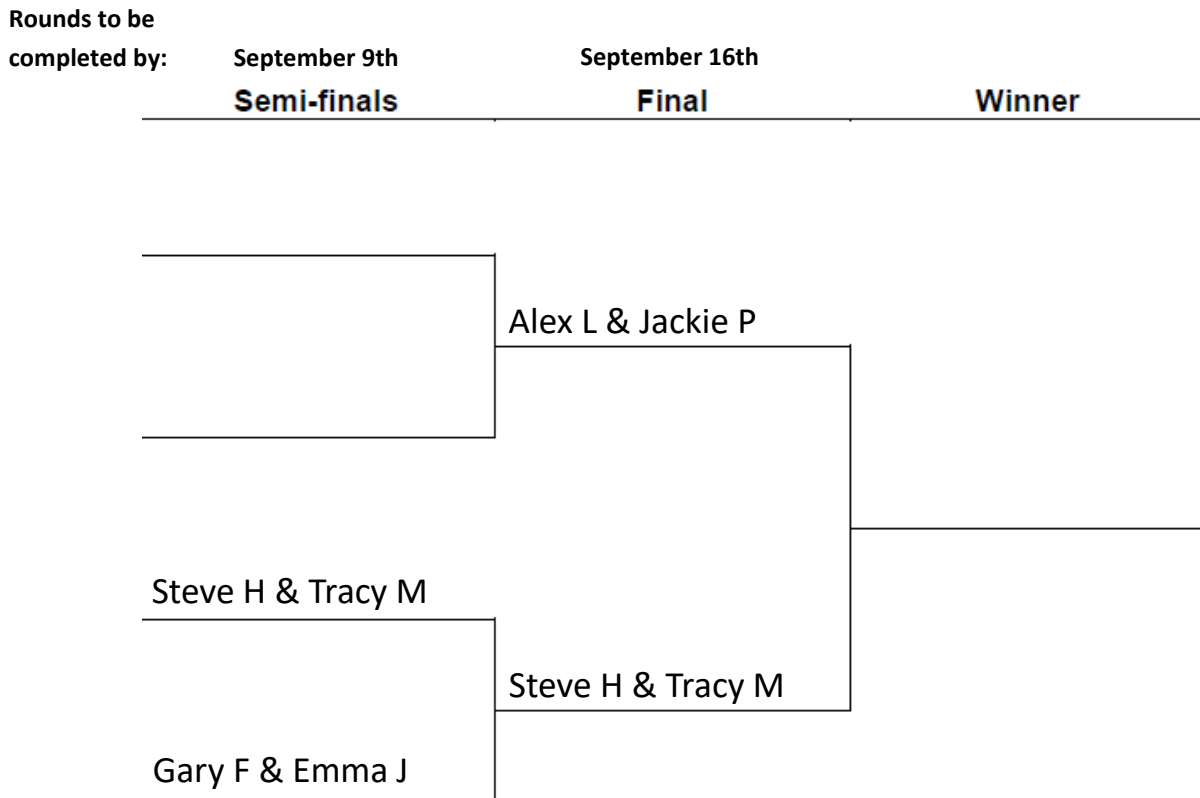 Rounds to be
completed by: September 9th September 16th
Semi-finals Final Winner
Alex L & Jackie P
Steve H & Tracy M
Steve H & Tracy M
Gary F & Emma J